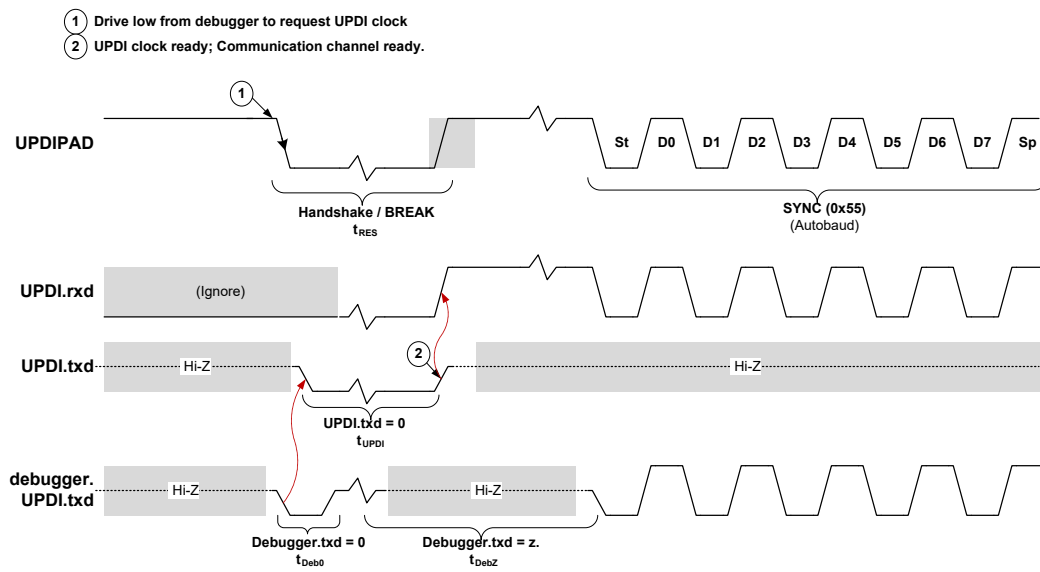 1 Drive low from debugger to request UPDI clock
2 UPDI clock ready; Communication channel ready.
1
UPDIPAD
St D0 D1 D2 D3 D4 D5 D6 D7 Sp
Handshake / BREAK
tRES
SYNC (0x55)
(Autobaud)
UPDI.rxd
(Ignore)
UPDI.txd
Hi-Z
2
Hi-Z
UPDI.txd = 0
tUPDI
debugger.
UPDI.txd
Hi-Z
Hi-Z
Debugger.txd = 0
tDeb0
Debugger.txd = z.
tDebZ